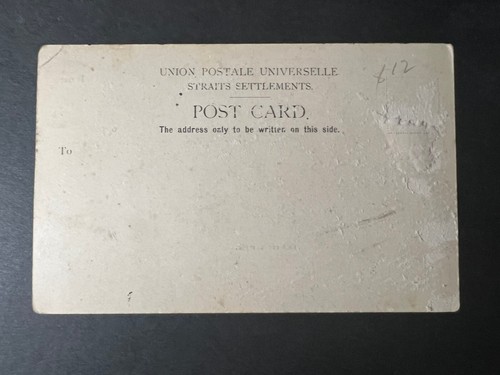 UNION POSTALE UNIVERSELLE.
STRAITS SETTLEMENTS.
POST CARD.
The address only to be written on this side.
To